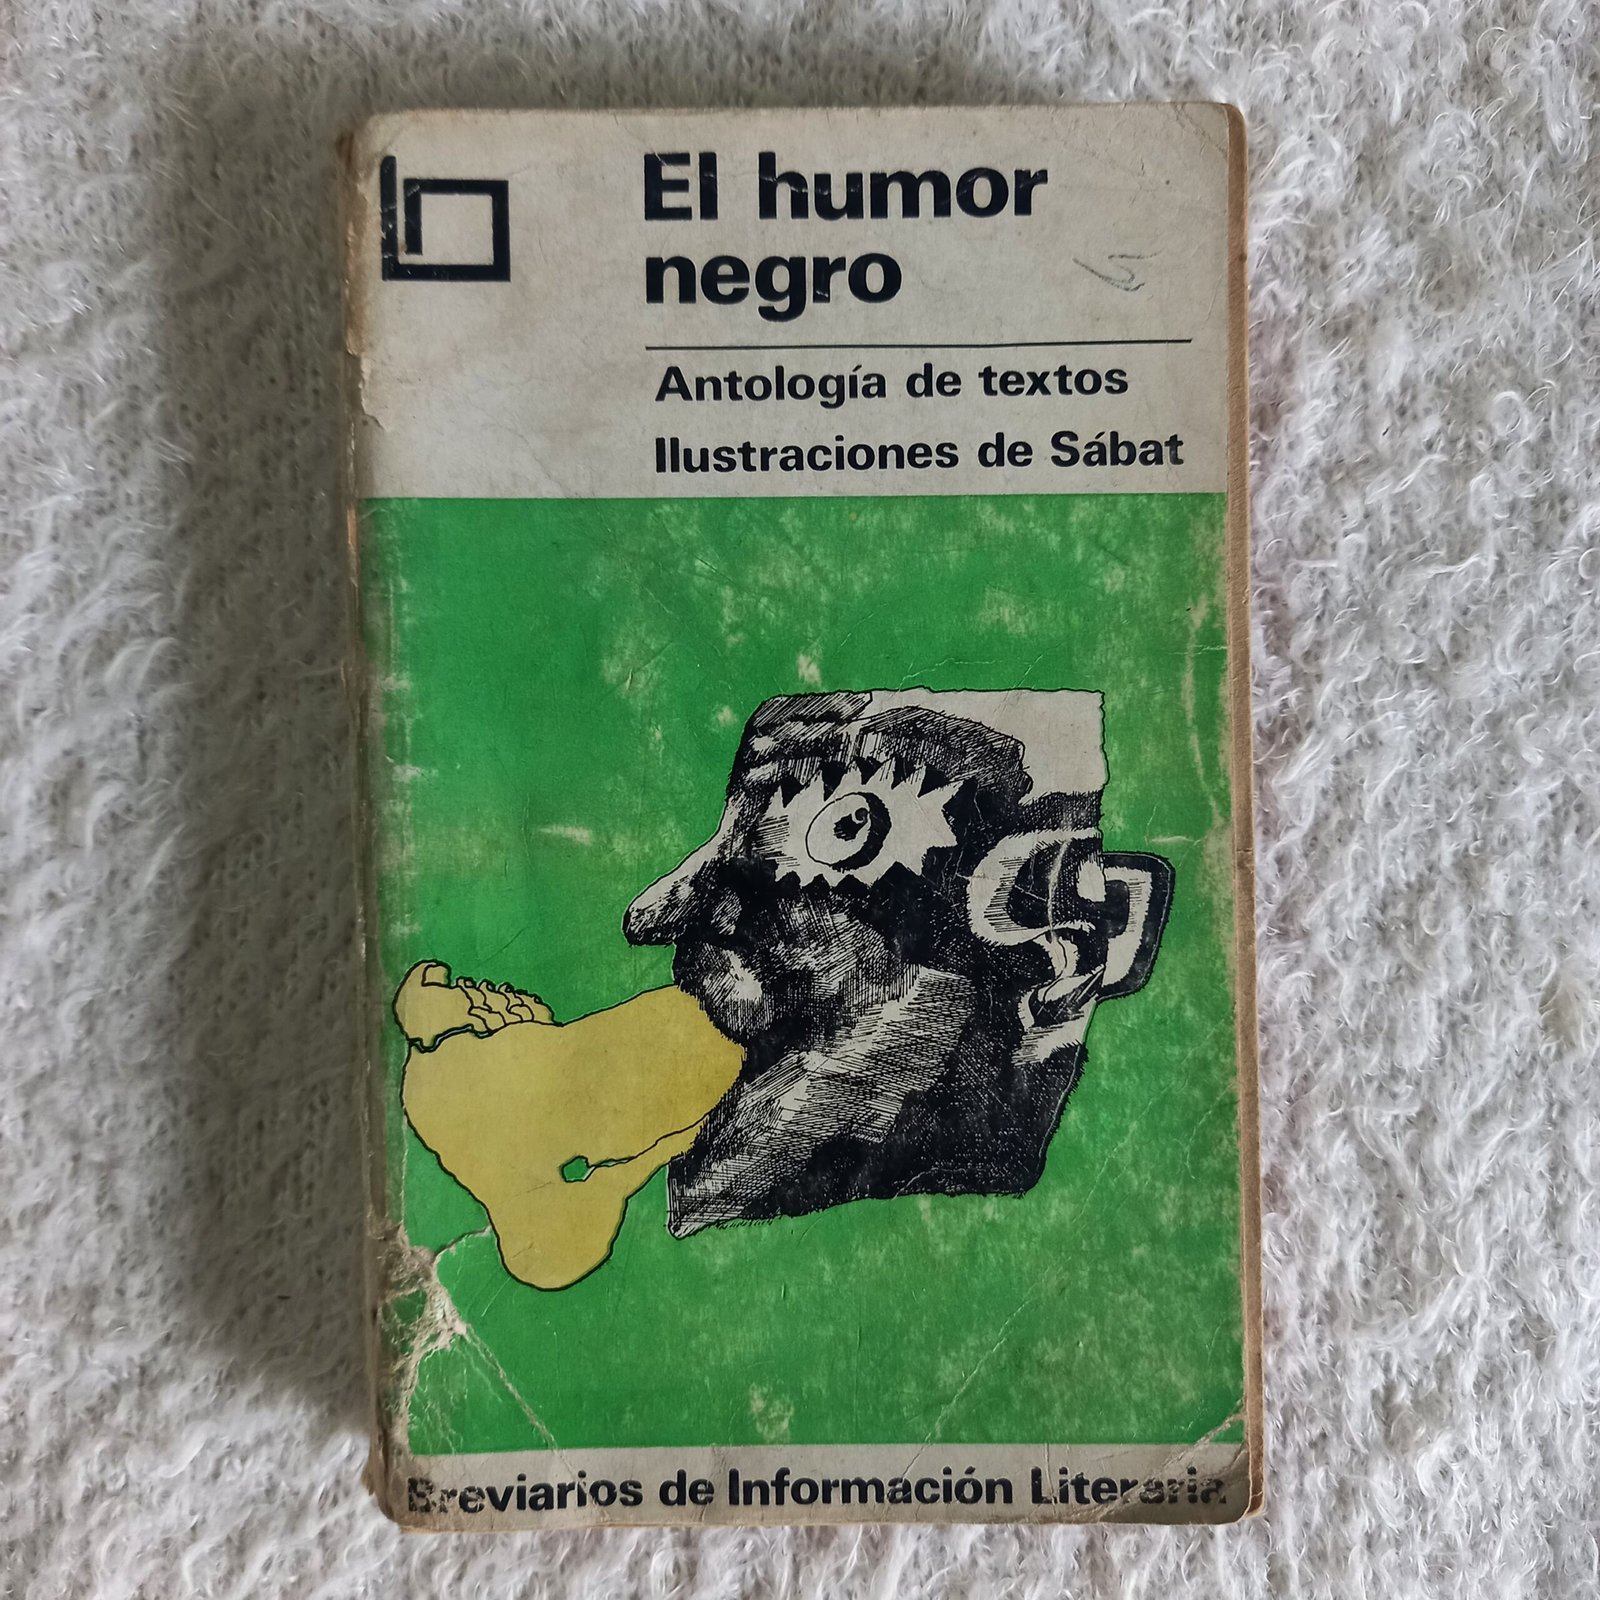 El humor
negro
Antología de textos
Ilustraciones de Sábat
Breviarios de Información Literaria